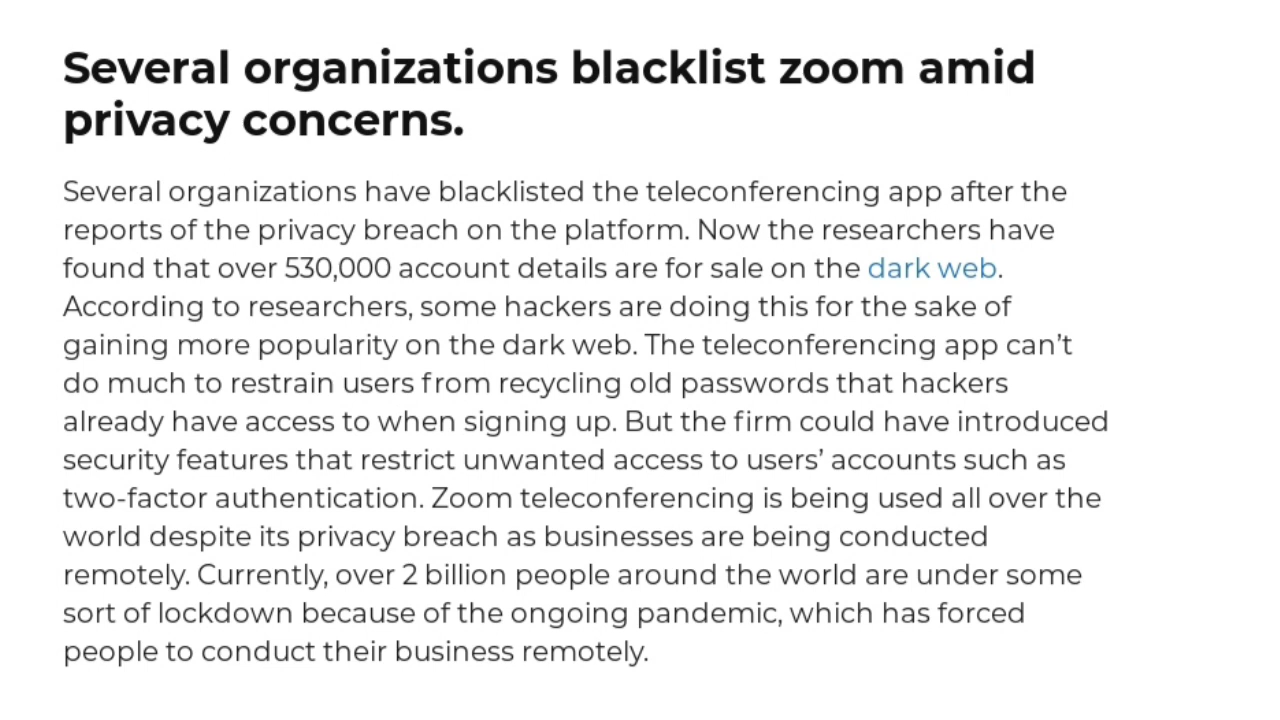 Several organizations blacklist zoom amid
privacy concerns.
Several organizations have blacklisted the teleconferencing app after the
reports of the privacy breach on the platform. Now the researchers have
found that over 530,000 account details are for sale on the dark web.
According to researchers, some hackers are doing this for the sake of
gaining more popularity on the dark web. The teleconferencing app can’t
do much to restrain users from recycling old passwords that hackers
already have access to when signing up. But the firm could have introduced
security features that restrict unwanted access to users’ accounts such as
two-factor authentication. Zoom teleconferencing is being used all over the
world despite its privacy breach as businesses are being conducted
remotely. Currently, over 2 billion people around the world are under some
sort of lockdown because of the ongoing pandemic, which has forced
people to conduct their business remotely.